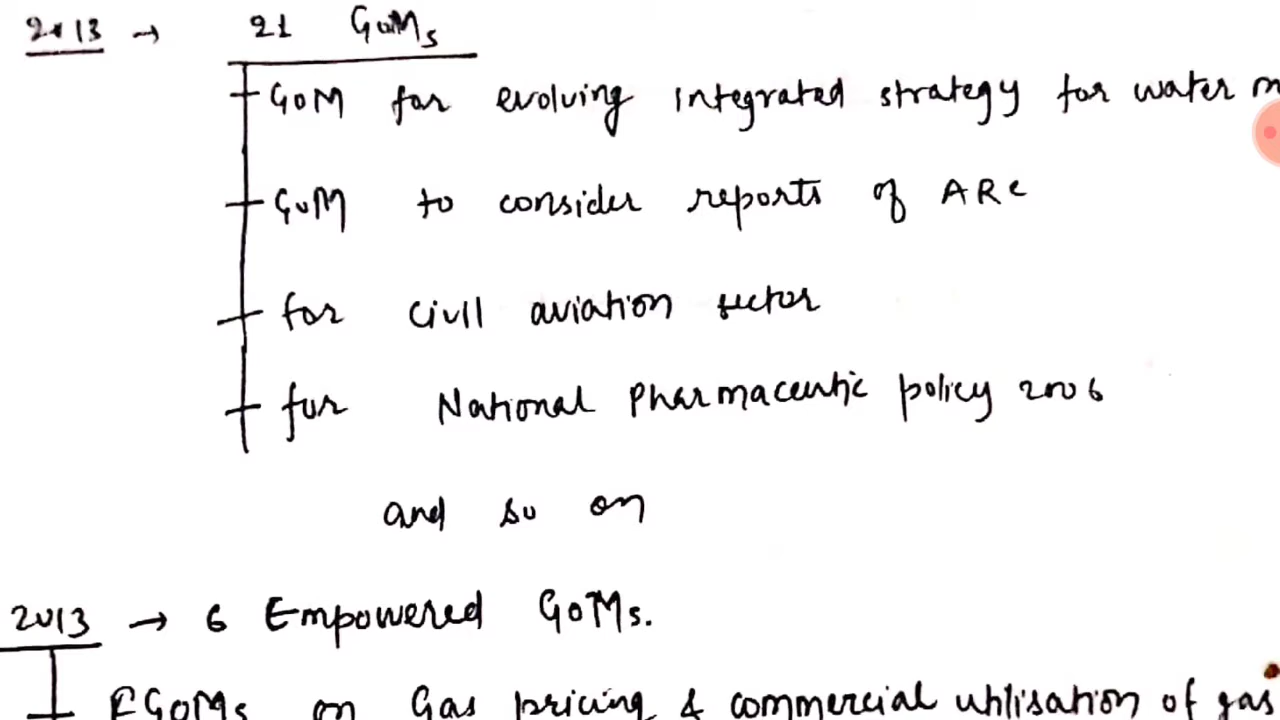 2013 → 21 GoMs
GoM for evolving integrated strategy for water m
GoM to consider reports of ARC
for civil aviation sector
for National Pharmaceutic policy 2006
and so on
2013 → 6 Empowered GoMs.
EGoMs on Gas pricing & commercial utilisation of gas